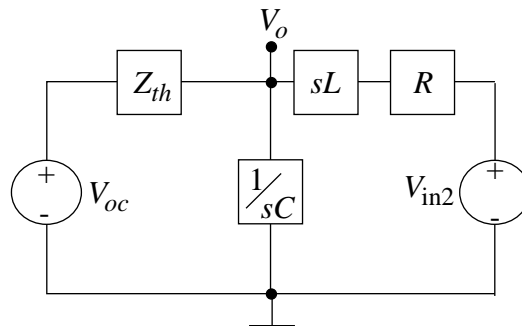 V_o
Z_th
sL
R
+
V_oc
-
1/sC
V_in2
+
-